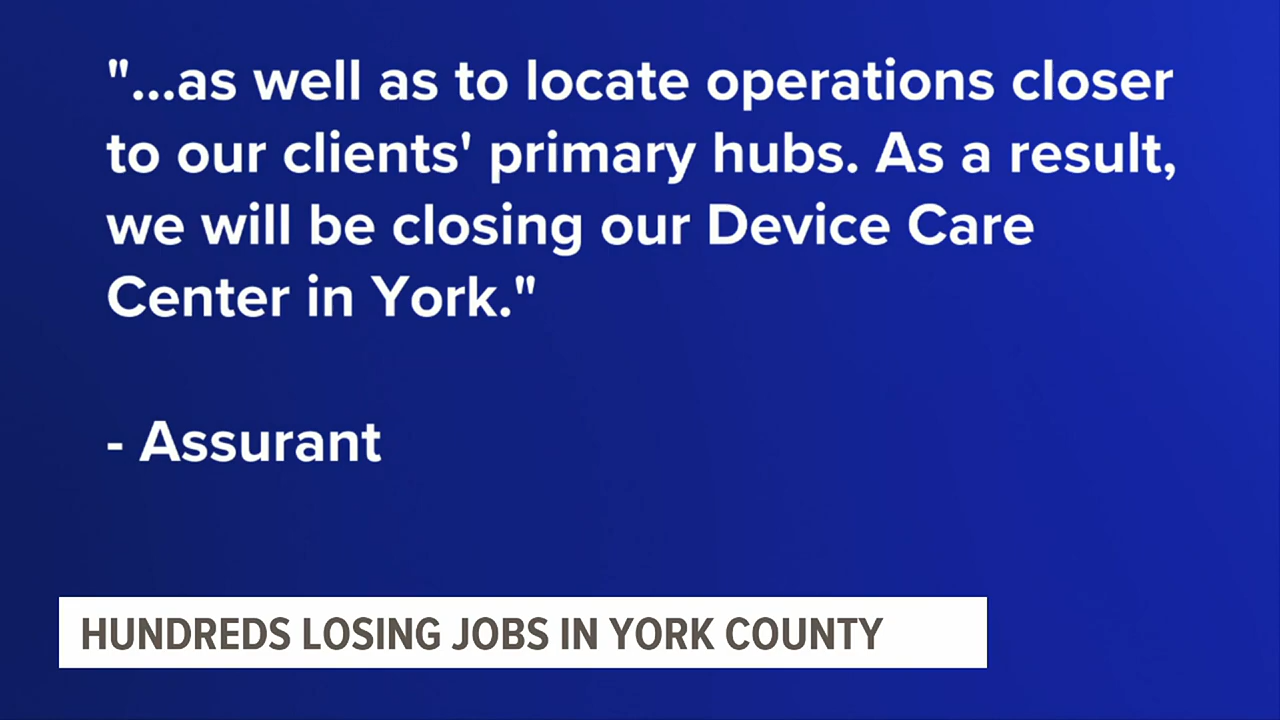 "...as well as to locate operations closer
to our clients' primary hubs. As a result,
we will be closing our Device Care
Center in York."
- Assurant
HUNDREDS LOSING JOBS IN YORK COUNTY